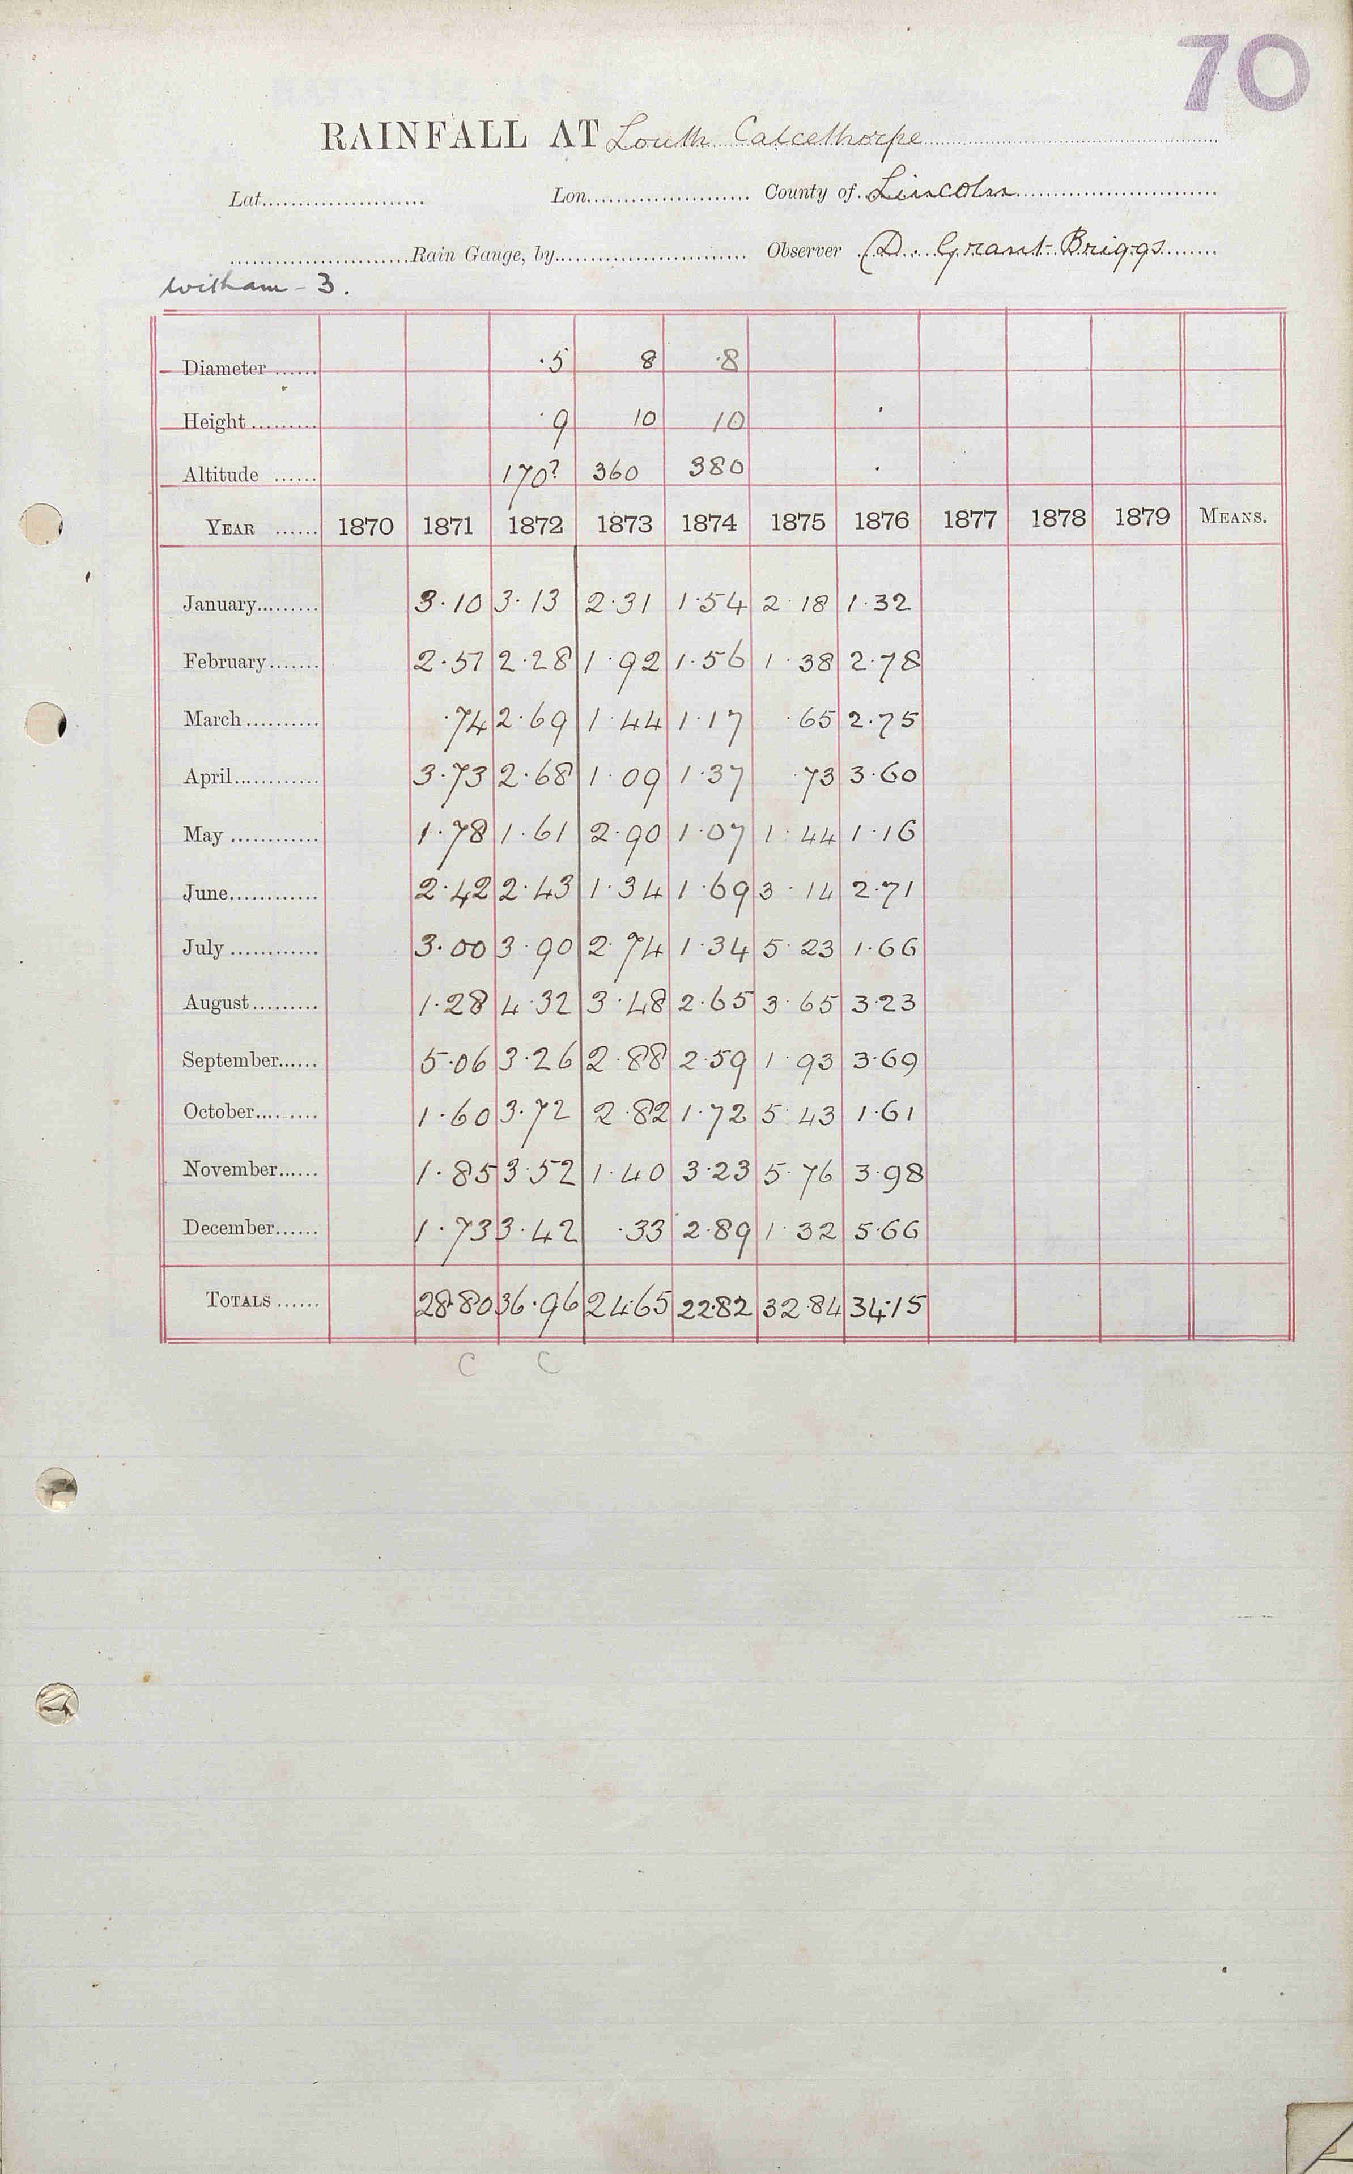 70
RAINFALL AT Louth Calcethorpe
Lat. Lon. County of Lincoln
Rain Gauge, by Observer (D. Grant-Briggs
Witham - 3.
Diameter ·5 8 ·8
Height 9 10 10
Altitude 170? 360 380
YEAR 1870 1871 1872 1873 1874 1875 1876 1877 1878 1879 MEANS.
January 3·10 3·13 2·31 1·54 2·18 1·32
February 2·51 2·28 1·92 1·56 1·38 2·78
March ·74 2·69 1·44 1·17 ·65 2·75
April 3·73 2·68 1·09 1·37 ·73 3·60
May 1·78 1·61 2·90 1·07 1·44 1·16
June 2·42 2·43 1·34 1·69 3·14 2·71
July 3·00 3·90 2·74 1·34 5·23 1·66
August 1·28 4·32 3·48 2·65 3·65 3·23
September 5·06 3·26 2·88 2·59 1·93 3·69
October 1·60 3·72 2·82 1·72 5·43 1·61
November 1·85 3·52 1·40 3·23 5·76 3·98
December 1·73 3·42 ·33 2·89 1·32 5·66
TOTALS 28·80 36·96 24·65 22·82 32·84 34·15
C C